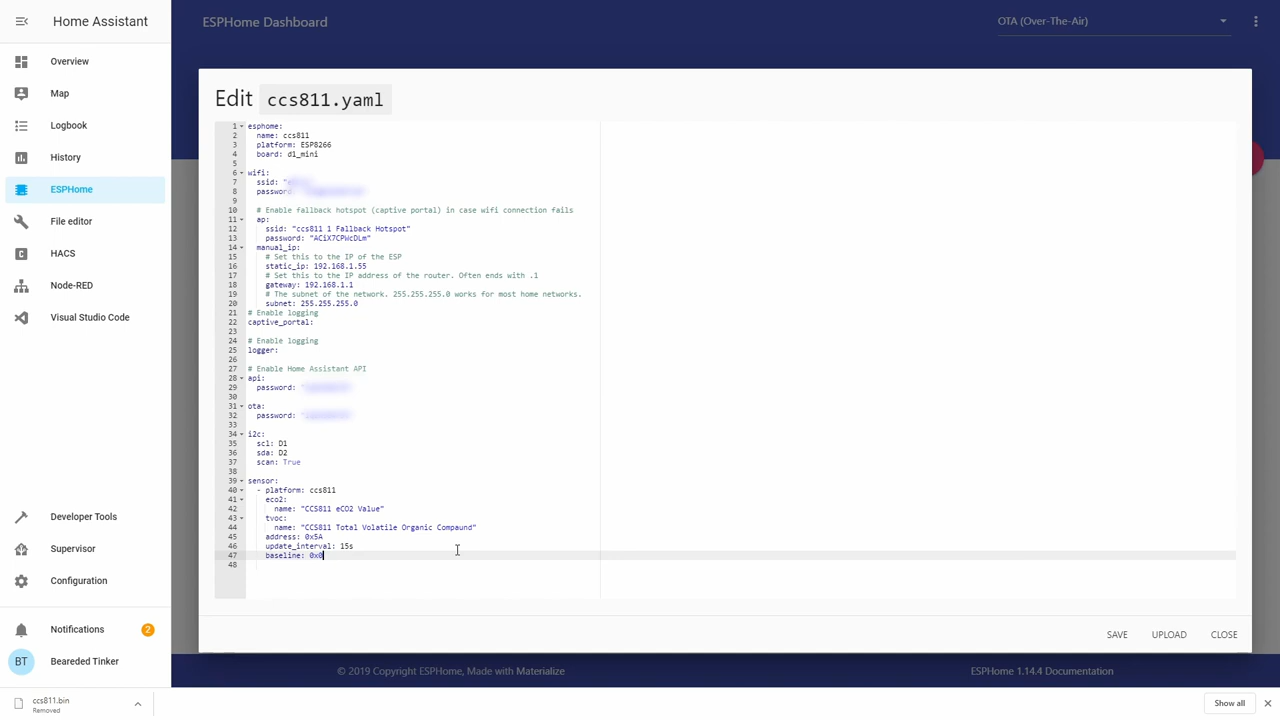 Home Assistant
ESPHome Dashboard
OTA (Over-The-Air)
Overview
Map
Logbook
History
ESPHome
File editor
HACS
Node-RED
Visual Studio Code
Developer Tools
Supervisor
Configuration
Notifications
2
BT
Beareded Tinker
Edit ccs811.yaml
1 esphome:
2 name: ccs811
3 platform: ESP8266
4 board: d1_mini
5
6 wifi:
7 ssid: "
8 password:
9
10 # Enable fallback hotspot (captive portal) in case wifi connection fails
11 ap:
12 ssid: "ccs811 1 Fallback Hotspot"
13 password: "ACiX7CPWcDLm"
14 manual_ip:
15 # Set this to the IP of the ESP
16 static_ip: 192.168.1.55
17 # Set this to the IP address of the router. Often ends with .1
18 gateway: 192.168.1.1
19 # The subnet of the network. 255.255.255.0 works for most home networks.
20 subnet: 255.255.255.0
21 # Enable logging
22 captive_portal:
23
24 # Enable logging
25 logger:
26
27 # Enable Home Assistant API
28 api:
29 password:
30
31 ota:
32 password:
33
34 i2c:
35 scl: D1
36 sda: D2
37 scan: True
38
39 sensor:
40 - platform: ccs811
41 eco2:
42 name: "CCS811 eCO2 Value"
43 tvoc:
44 name: "CCS811 Total Volatile Organic Compaund"
45 address: 0x5A
46 update_interval: 15s
47 baseline: 0x0
48
SAVE
UPLOAD
CLOSE
© 2019 Copyright ESPHome, Made with Materialize
ESPHome 1.14.4 Documentation
ccs811.bin
Removed
Show all